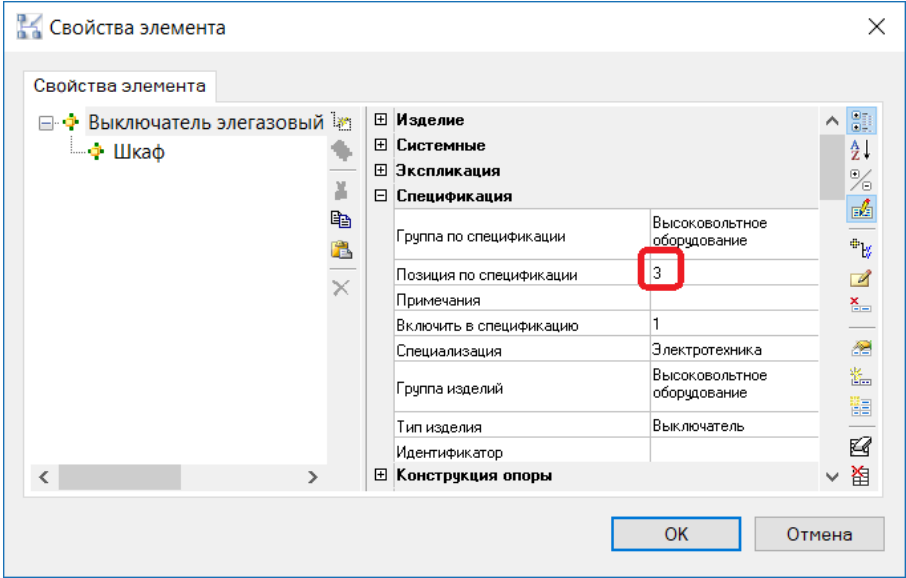 Свойства элемента
Свойства элемента
Выключатель элегазовый
Шкаф
Изделие
Системные
Экспликация
Спецификация
Группа по спецификации
Высоковольтное
оборудование
Позиция по спецификации
3
Примечания
Включить в спецификацию
1
Специализация
Электротехника
Группа изделий
Высоковольтное
оборудование
Тип изделия
Выключатель
Идентификатор
Конструкция опоры
OK
Отмена